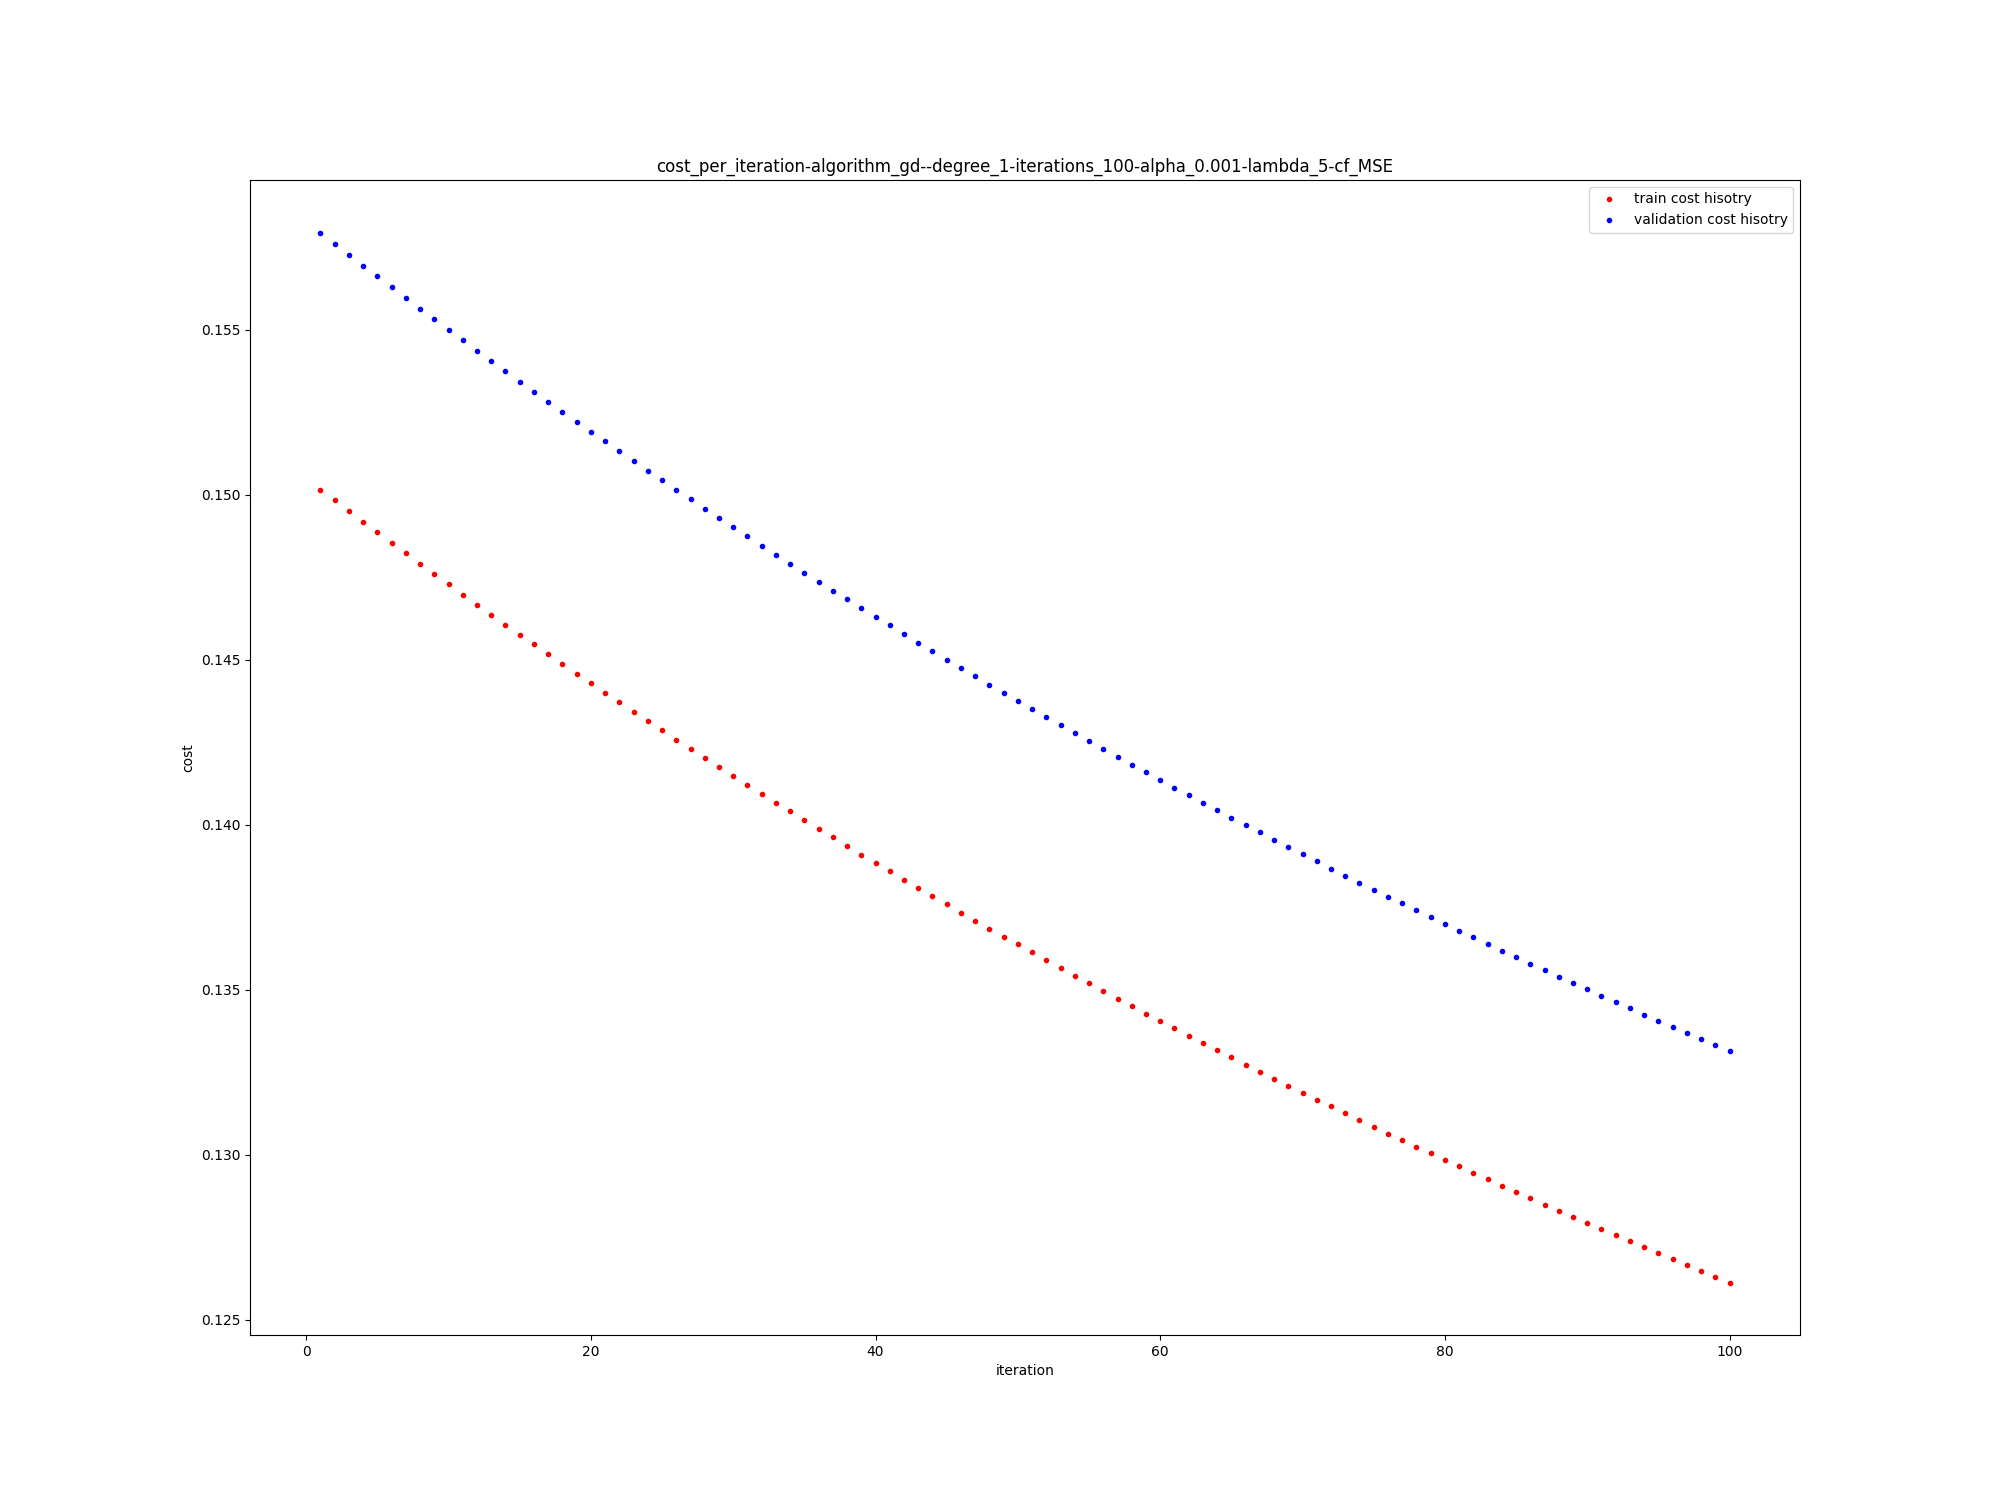 cost_per_iteration-algorithm_gd--degree_1-iterations_100-alpha_0.001-lambda_5-cf_MSE
train cost hisotry
validation cost hisotry
0.155
0.150
0.145
0.140
0.135
0.130
0.125
cost
0 20 40 60 80 100
iteration